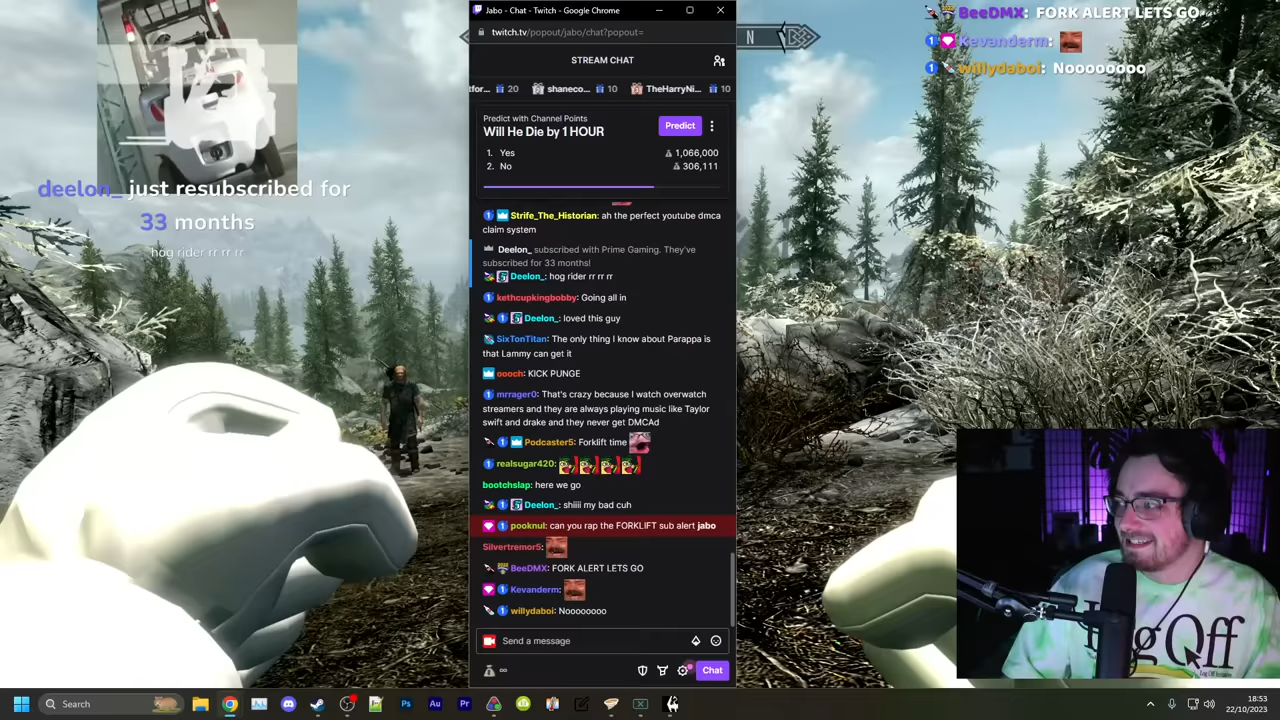 deelon_ just resubscribed for
33 months
hog rider rr rr rr
Jabo - Chat - Twitch - Google Chrome
twitch.tv/popout/jabo/chat?popout=
STREAM CHAT
tfor... 20 shaneco... 10 TheHarryNi... 10
Predict with Channel Points
Will He Die by 1 HOUR
Predict
1. Yes 1,066,000
2. No 306,111
Strife_The_Historian: ah the perfect youtube dmca
claim system
Deelon_ subscribed with Prime Gaming. They've
subscribed for 33 months!
Deelon_: hog rider rr rr rr
kethcupkingbobby: Going all in
Deelon_: loved this guy
SixTonTitan: The only thing I know about Parappa is
that Lammy can get it
oooch: KICK PUNGE
mrrager0: That's crazy because I watch overwatch
streamers and they are always playing music like Taylor
swift and drake and they never get DMCAd
Podcaster5: Forklift time
realsugar420:
bootchslap: here we go
Deelon_: shiiii my bad cuh
pooknul: can you rap the FORKLIFT sub alert jabo
Silvertremor5:
BeeDMX: FORK ALERT LETS GO
Kevanderm:
willydaboi: Noooooooo
Send a message
∞
Chat
N
BeeDMX: FORK ALERT LETS GO
Kevanderm:
willydaboi: Noooooooo
Off
Search
Ps
Au
Pr
18:53
22/10/2023